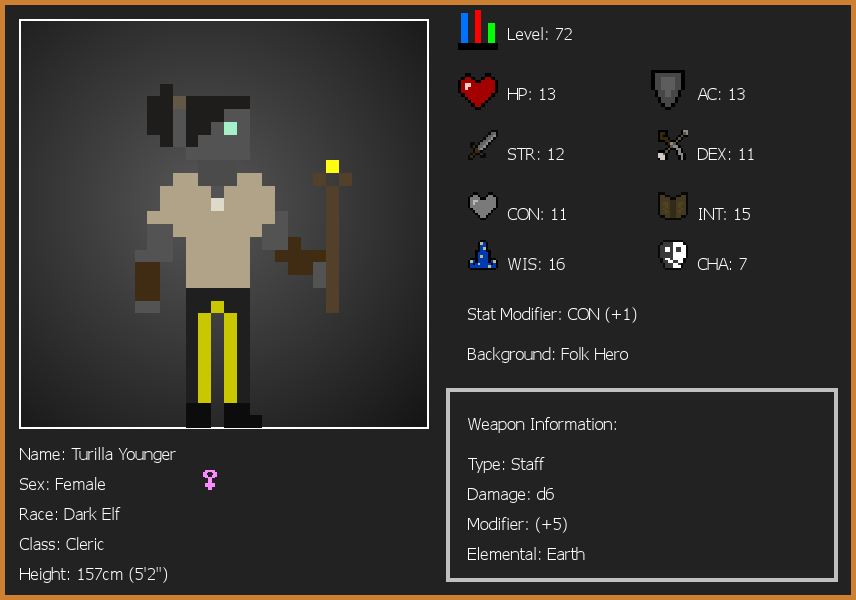 Level: 72
HP: 13
AC: 13
STR: 12
DEX: 11
CON: 11
INT: 15
WIS: 16
CHA: 7
Stat Modifier: CON (+1)
Background: Folk Hero
Weapon Information:
Type: Staff
Damage: d6
Modifier: (+5)
Elemental: Earth
Name: Turilla Younger
Sex: Female
Race: Dark Elf
Class: Cleric
Height: 157cm (5'2")